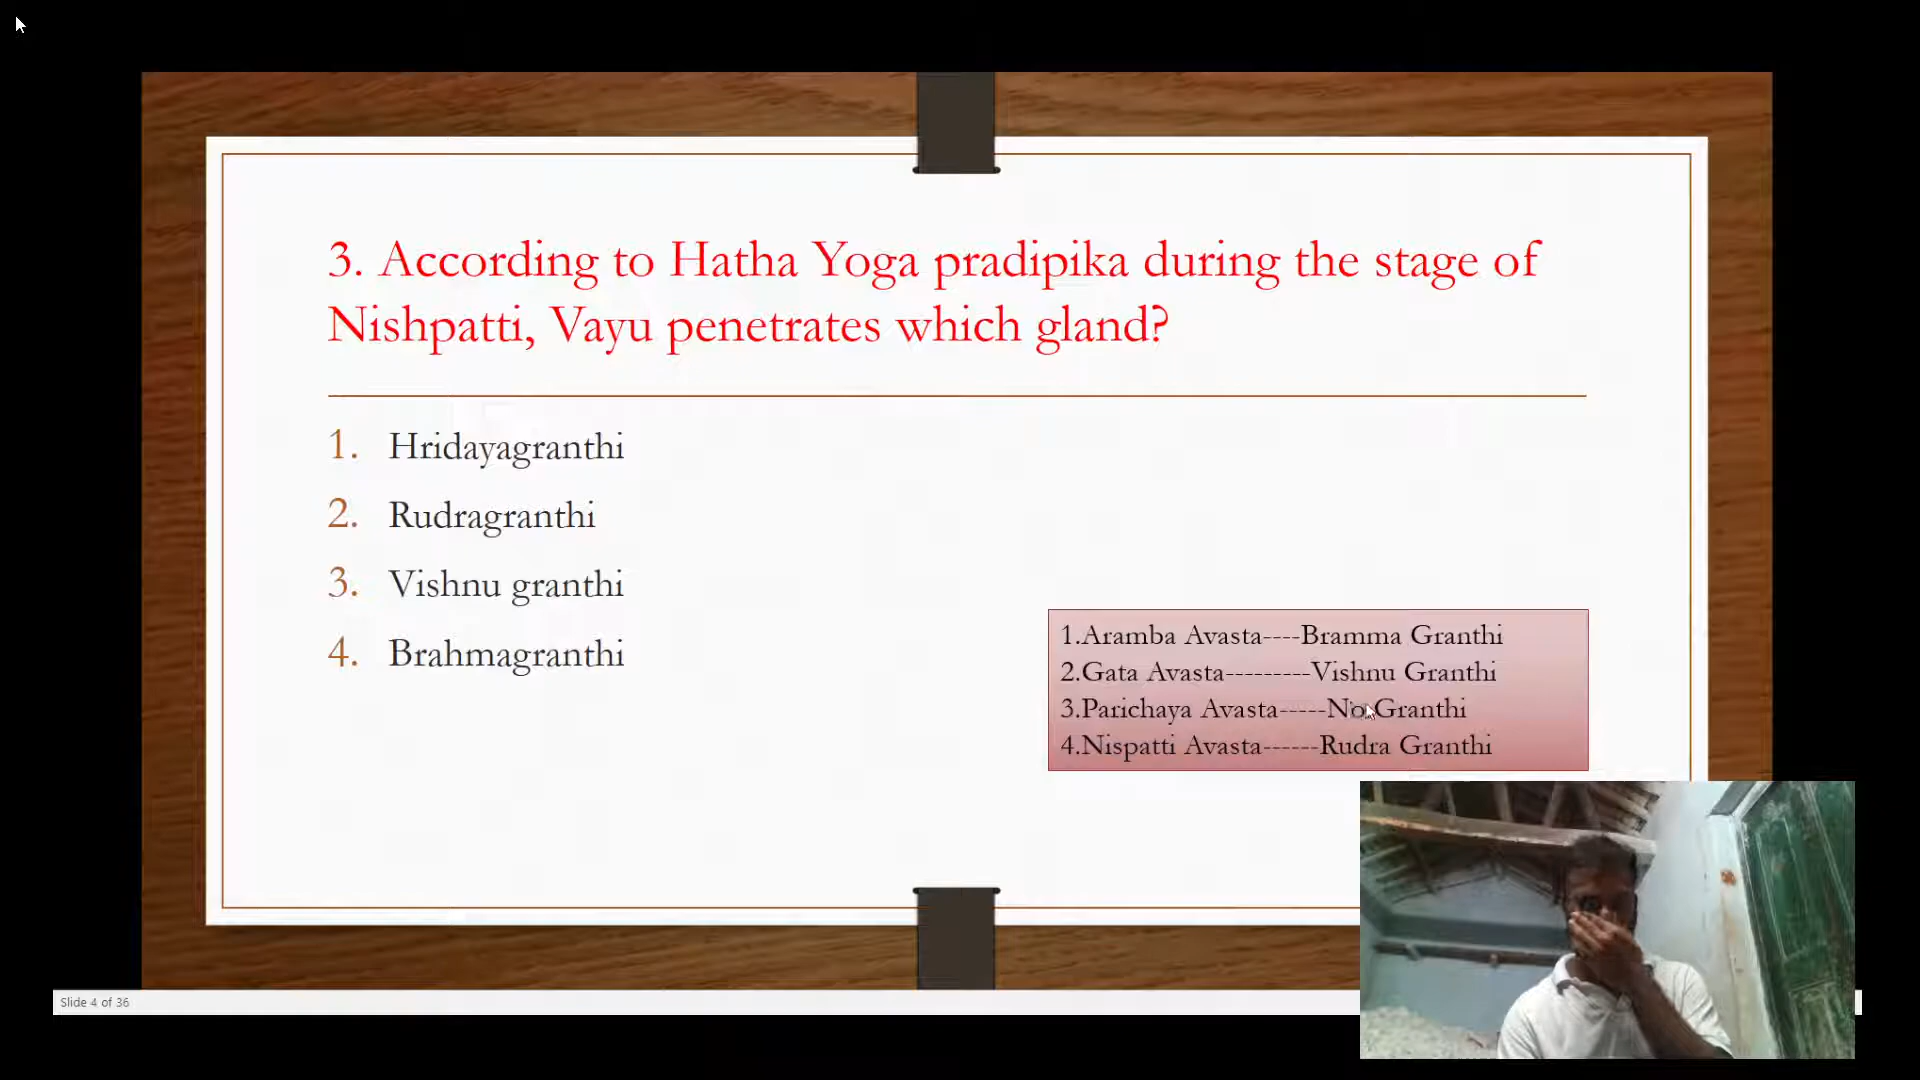 3. According to Hatha Yoga pradipika during the stage of
Nishpatti, Vayu penetrates which gland?
1. Hridayagranthi
2. Rudragranthi
3. Vishnu granthi
4. Brahmagranthi
1.Aramba Avasta----Bramma Granthi
2.Gata Avasta---------Vishnu Granthi
3.Parichaya Avasta-----No Granthi
4.Nispatti Avasta------Rudra Granthi
Slide 4 of 36